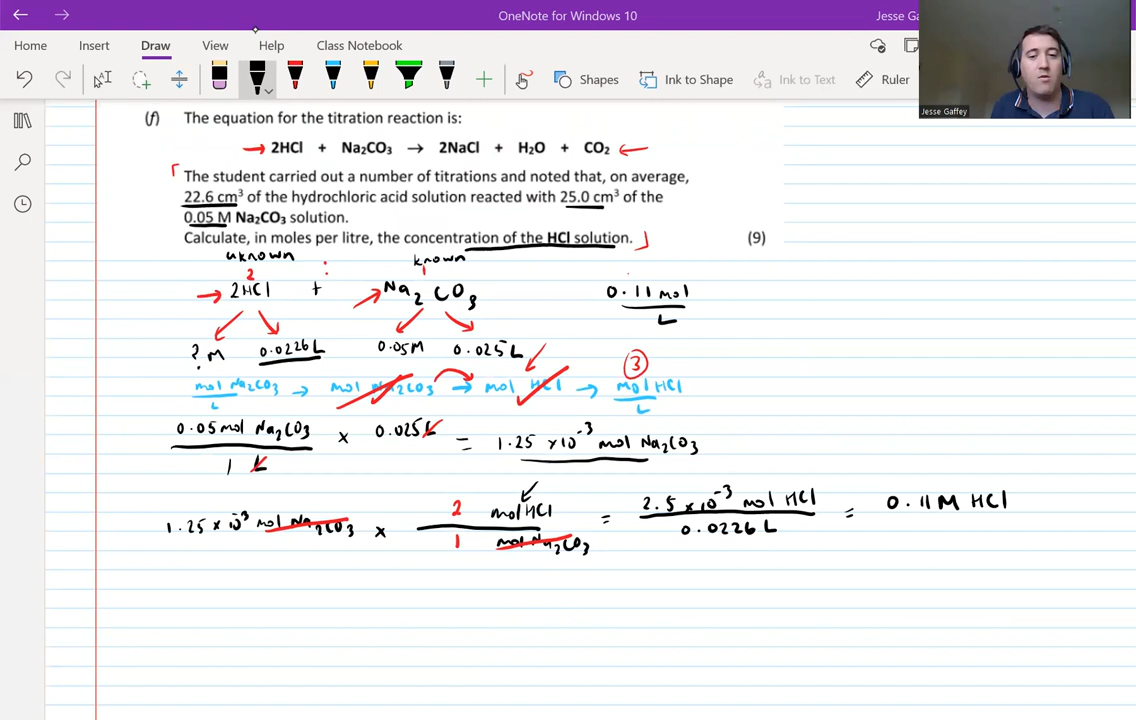 OneNote for Windows 10
Jesse Ga
Home Insert Draw View Help Class Notebook
Shapes Ink to Shape Ink to Text Ruler
Jesse Gaffey
(f) The equation for the titration reaction is:
2HCl + Na₂CO₃ → 2NaCl + H₂O + CO₂
The student carried out a number of titrations and noted that, on average,
22.6 cm³ of the hydrochloric acid solution reacted with 25.0 cm³ of the
0.05 M Na₂CO₃ solution.
Calculate, in moles per litre, the concentration of the HCl solution. (9)
uknown : known
2 1
2HCl + Na₂CO₃ 0.11 mol
L
? M 0.0226 L 0.05M 0.025 L
3
mol Na₂CO₃ → mol Na₂CO₃ → mol HCl → mol HCl
L L
0.05 mol Na₂CO₃ × 0.025 L = 1.25 × 10⁻³ mol Na₂CO₃
1 L
1.25 × 10⁻³ mol Na₂CO₃ × 2 mol HCl = 2.5 × 10⁻³ mol HCl = 0.11 M HCl
1 mol Na₂CO₃ 0.0226 L